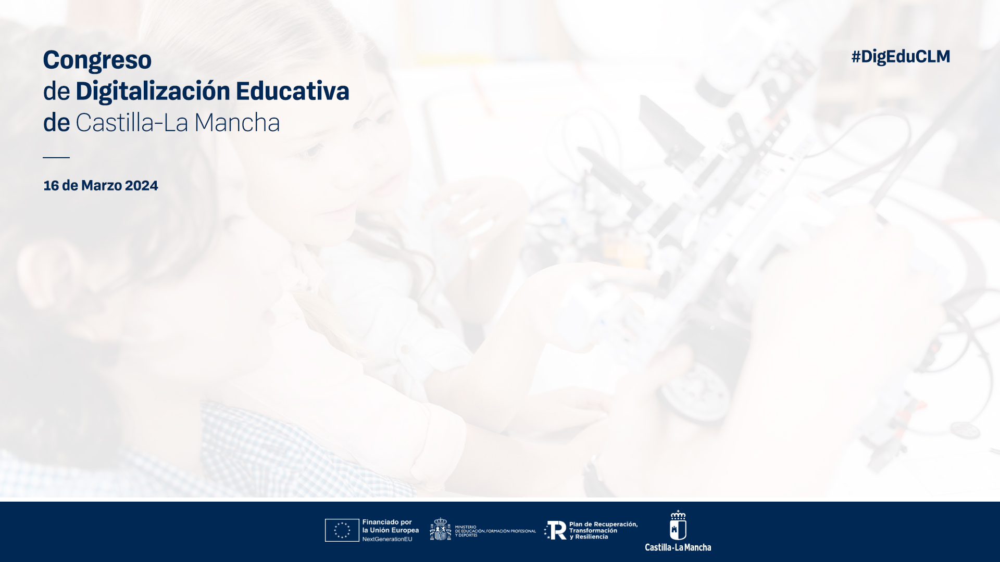 Congreso
de Digitalización Educativa
de Castilla-La Mancha
16 de Marzo 2024
#DigEduCLM
Financiado por
la Unión Europea
NextGenerationEU
MINISTERIO
DE EDUCACIÓN, FORMACIÓN PROFESIONAL
Y DEPORTES
R
Plan de Recuperación,
Transformación
y Resiliencia
Castilla-La Mancha